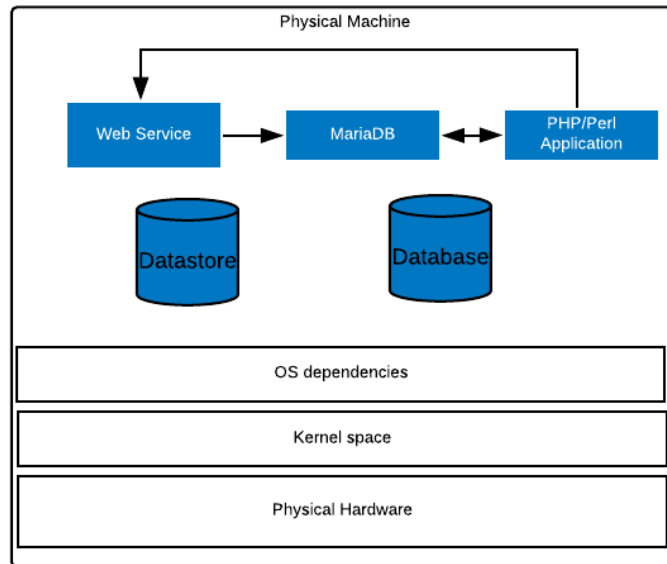 Physical Machine
Web Service
MariaDB
PHP/Perl
Application
Datastore
Database
OS dependencies
Kernel space
Physical Hardware